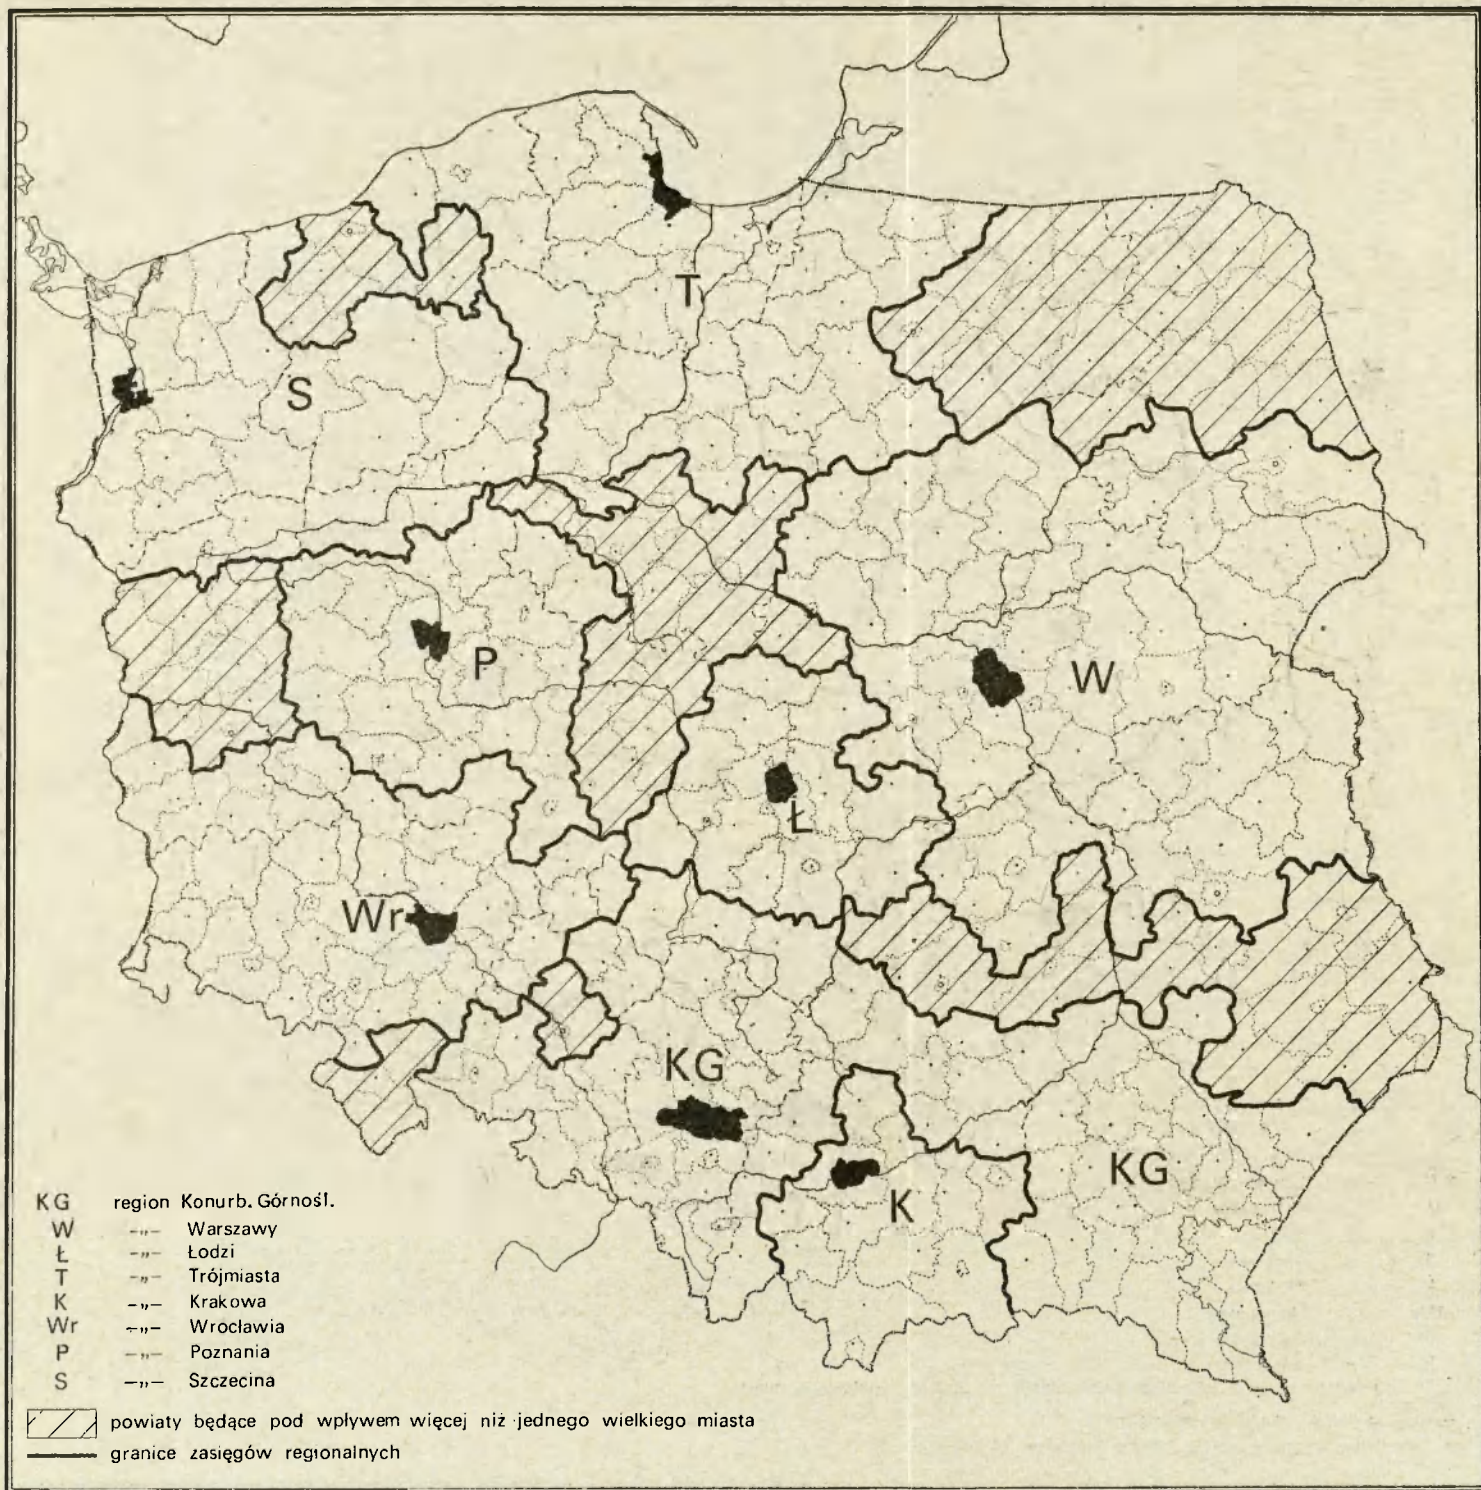 T
S
P
W
Ł
Wr
KG
KG
K
KG region Konurb. Górnośl.
W -„- Warszawy
Ł -„- Łodzi
T -„- Trójmiasta
K -„- Krakowa
Wr -„- Wrocławia
P -„- Poznania
S -„- Szczecina
powiaty będące pod wpływem więcej niż jednego wielkiego miasta
granice zasięgów regionalnych